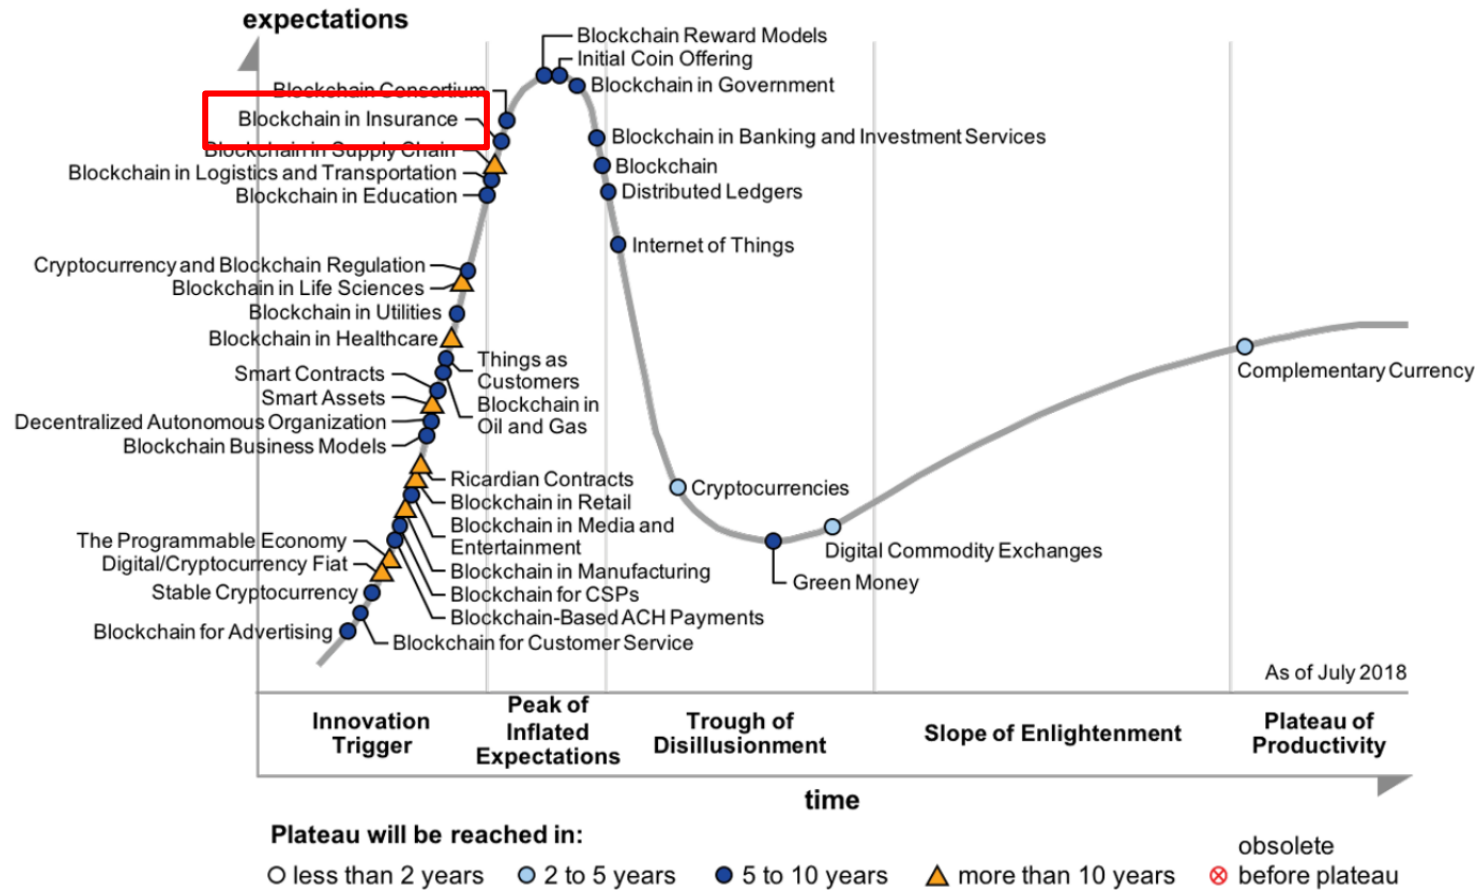 expectations
Blockchain Reward Models
Initial Coin Offering
Blockchain in Government
Blockchain Consortium
Blockchain in Insurance
Blockchain in Supply Chain
Blockchain in Logistics and Transportation
Blockchain in Education
Blockchain in Banking and Investment Services
Blockchain
Distributed Ledgers
Internet of Things
Cryptocurrency and Blockchain Regulation
Blockchain in Life Sciences
Blockchain in Utilities
Blockchain in Healthcare
Things as
Customers
Smart Contracts
Smart Assets
Blockchain in
Oil and Gas
Decentralized Autonomous Organization
Blockchain Business Models
Ricardian Contracts
Blockchain in Retail
Blockchain in Media and
Entertainment
The Programmable Economy
Digital/Cryptocurrency Fiat
Blockchain in Manufacturing
Stable Cryptocurrency
Blockchain for CSPs
Blockchain-Based ACH Payments
Blockchain for Advertising
Blockchain for Customer Service
Cryptocurrencies
Digital Commodity Exchanges
Green Money
Complementary Currency
As of July 2018
Innovation
Trigger
Peak of
Inflated
Expectations
Trough of
Disillusionment
Slope of Enlightenment
Plateau of
Productivity
time
Plateau will be reached in:
less than 2 years
2 to 5 years
5 to 10 years
more than 10 years
obsolete
before plateau